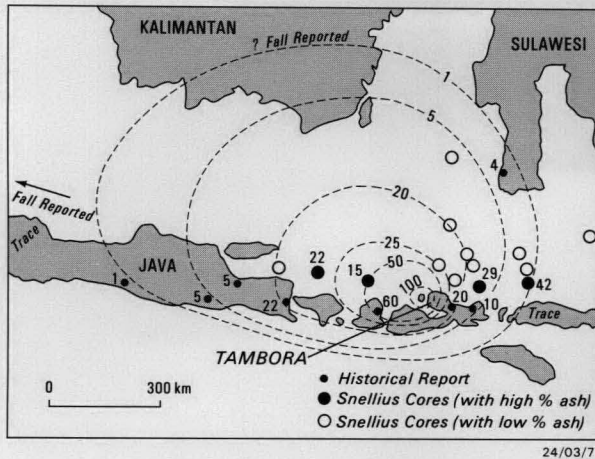 KALIMANTAN
? Fall Reported
SULAWESI
1
5
4
20
Fall Reported
Trace
25
22
50
JAVA
15
100
29
1
5
5
22
60
20
10
42
Trace
TAMBORA
0 300 km
Historical Report
Snellius Cores (with high % ash)
Snellius Cores (with low % ash)
24/03/7